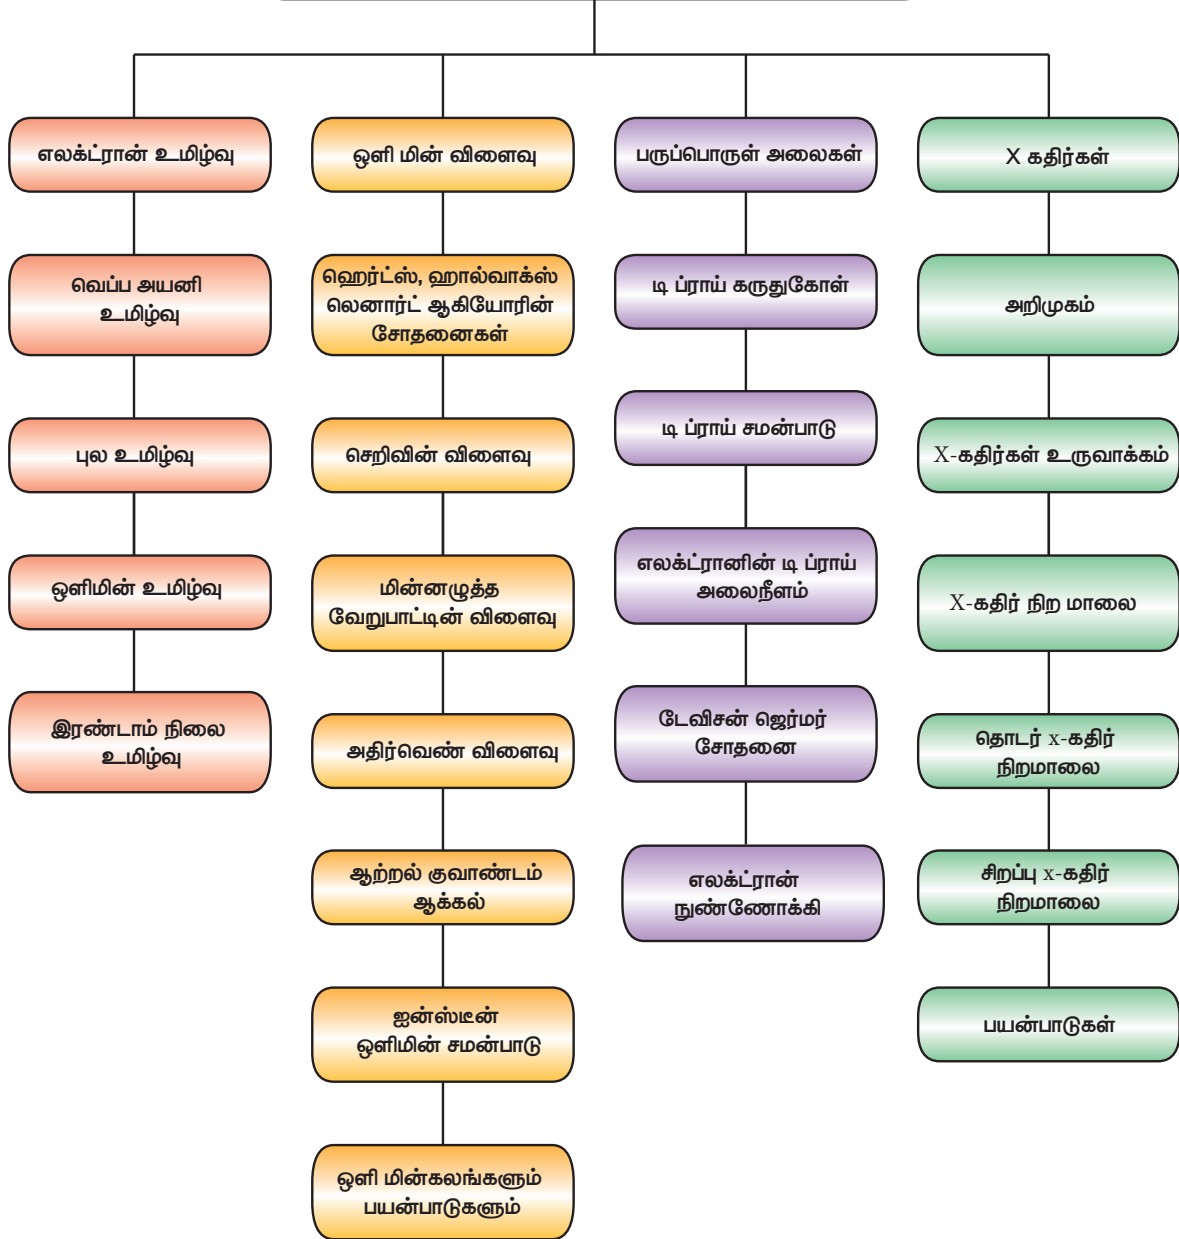 எலக்ட்ரான் உமிழ்வு
வெப்ப அயனி
உமிழ்வு
புல உமிழ்வு
ஒளிமின் உமிழ்வு
இரண்டாம் நிலை
உமிழ்வு
ஒளி மின் விளைவு
ஹெர்ட்ஸ், ஹால்வாக்ஸ்
லெனார்ட் ஆகியோரின்
சோதனைகள்
செறிவின் விளைவு
மின்னழுத்த
வேறுபாட்டின் விளைவு
அதிர்வெண் விளைவு
ஆற்றல் குவாண்டம்
ஆக்கல்
ஐன்ஸ்டீன்
ஒளிமின் சமன்பாடு
ஒளி மின்கலங்களும்
பயன்பாடுகளும்
பருப்பொருள் அலைகள்
டி ப்ராய் கருதுகோள்
டி ப்ராய் சமன்பாடு
எலக்ட்ரானின் டி ப்ராய்
அலைநீளம்
டேவிசன் ஜெர்மர்
சோதனை
எலக்ட்ரான்
நுண்ணோக்கி
X கதிர்கள்
அறிமுகம்
X-கதிர்கள் உருவாக்கம்
X-கதிர் நிற மாலை
தொடர் x-கதிர்
நிறமாலை
சிறப்பு x-கதிர்
நிறமாலை
பயன்பாடுகள்